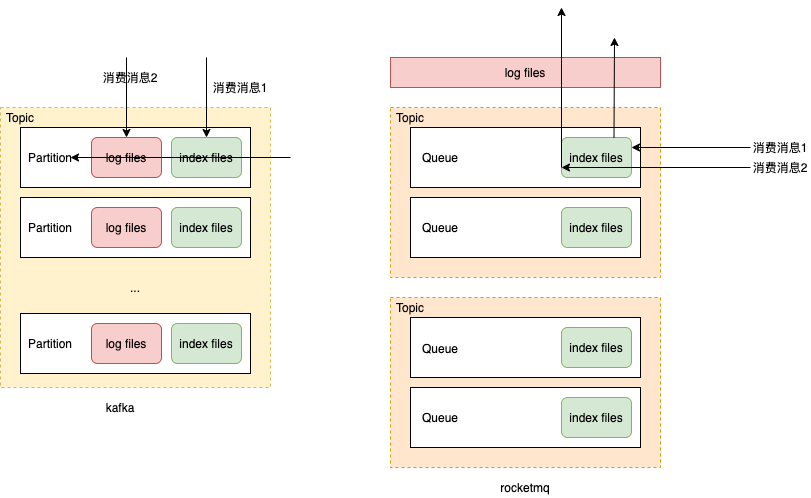 消费消息2
消费消息1
Topic
Partition
log files
index files
Partition
log files
index files
...
Partition
log files
index files
kafka
log files
Topic
Queue
index files
消费消息1
消费消息2
Queue
index files
Topic
Queue
index files
Queue
index files
rocketmq